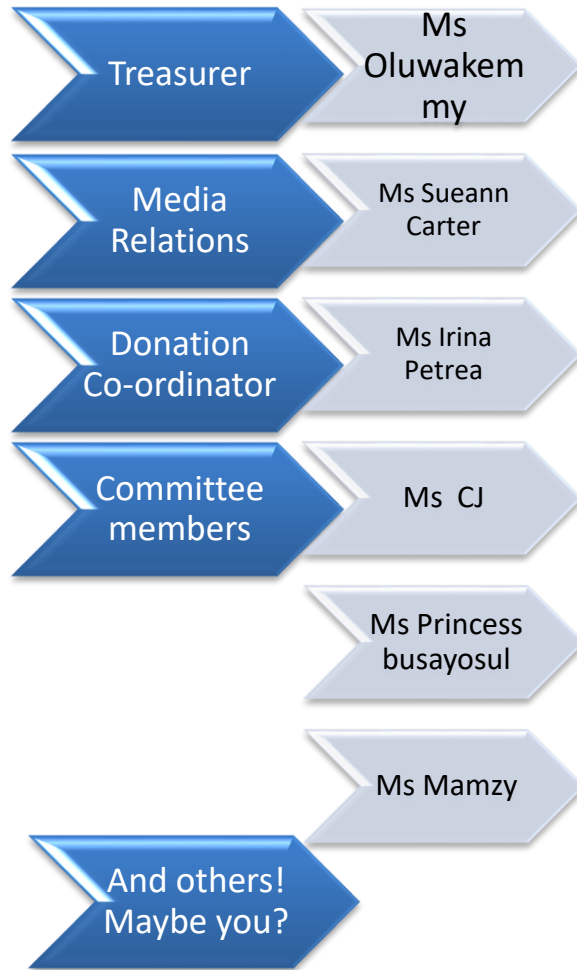 Treasurer
Ms
Oluwakem
my
Media
Relations
Ms Sueann
Carter
Donation
Co-ordinator
Ms Irina
Petrea
Committee
members
Ms  CJ
Ms Princess
busayosul
Ms Mamzy
And others!
Maybe you?